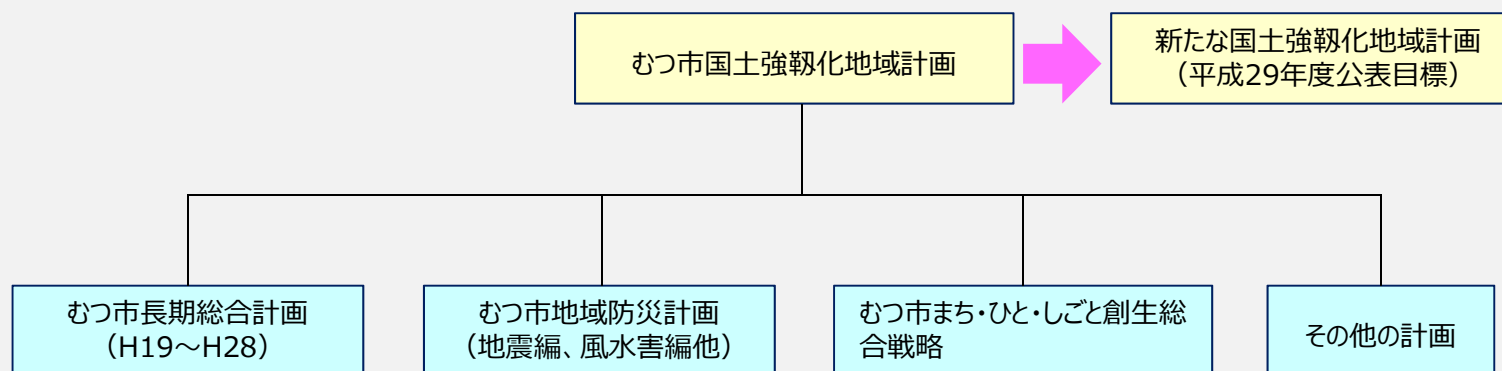 むつ市国土強靱化地域計画
新たな国土強靱化地域計画
（平成29年度公表目標）
むつ市長期総合計画
（H19～H28）
むつ市地域防災計画
（地震編、風水害編他）
むつ市まち・ひと・しごと創生総
合戦略
その他の計画